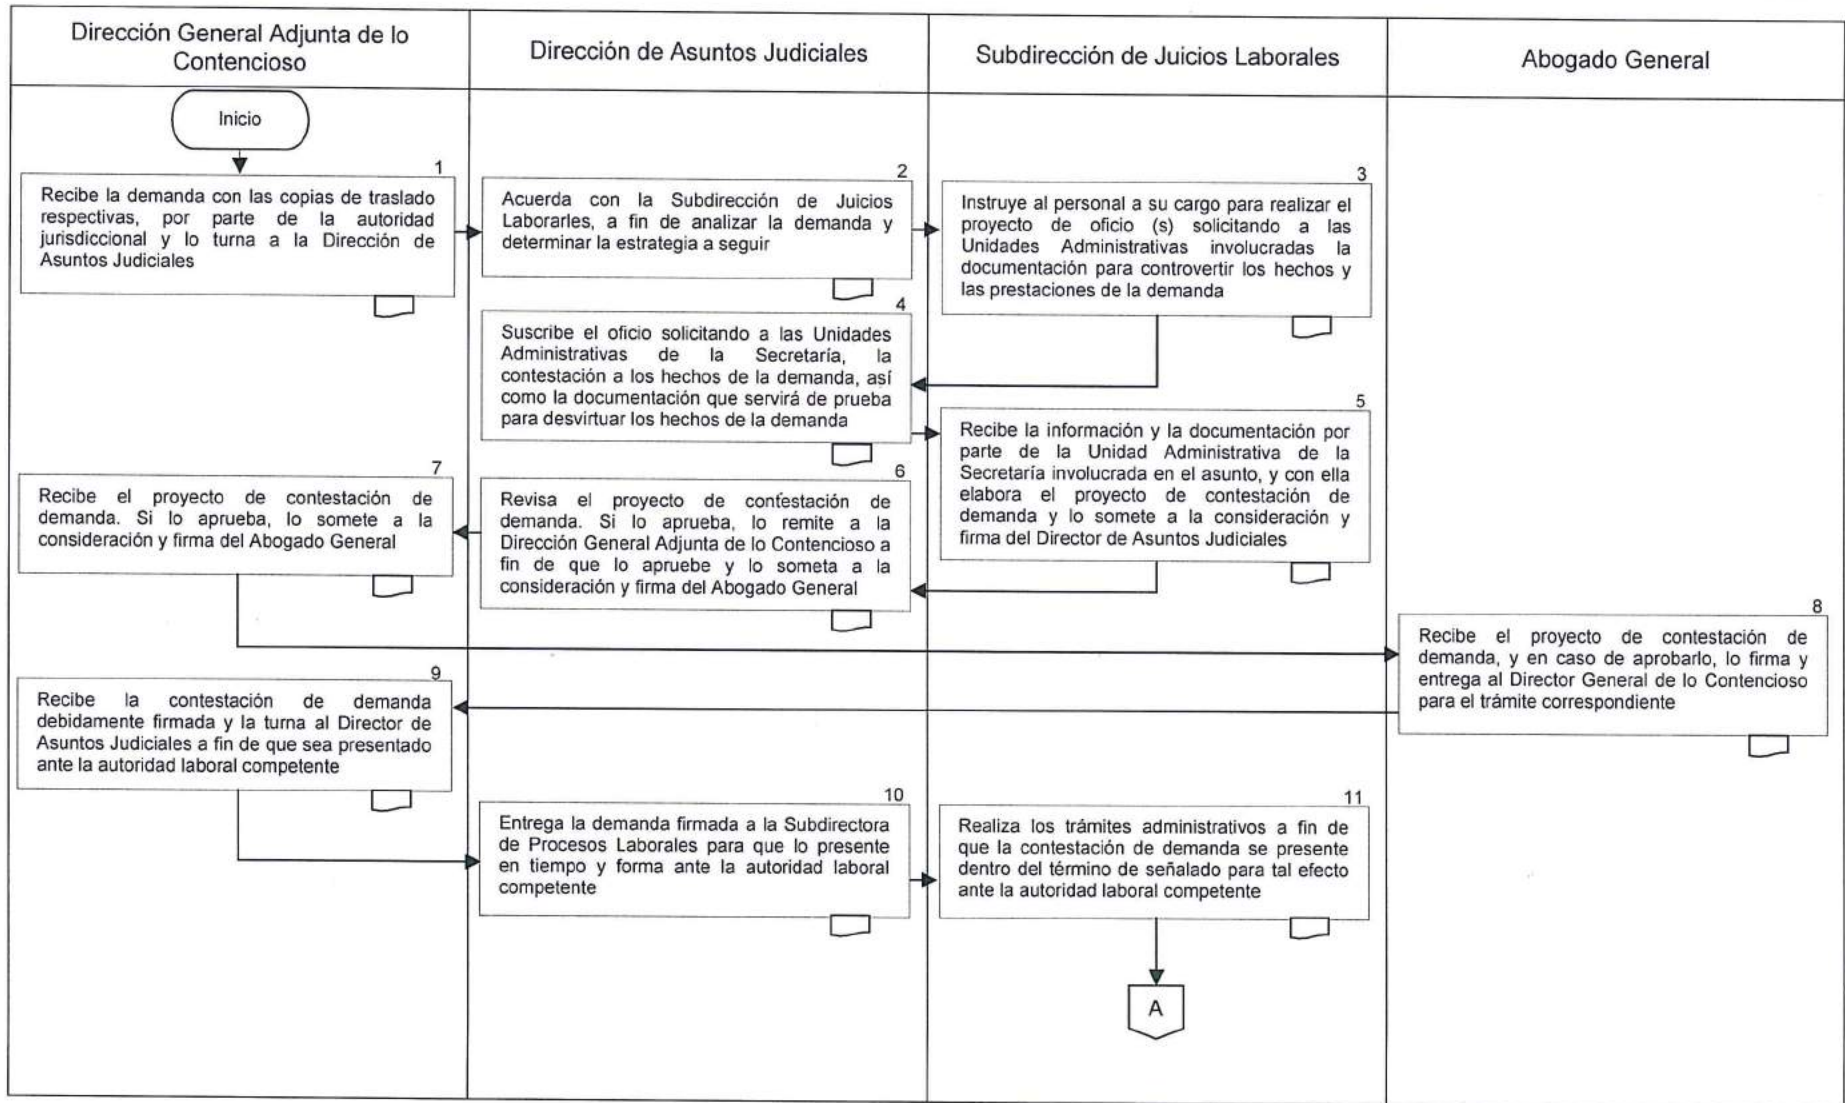 Dirección General Adjunta de lo
Contencioso
Dirección de Asuntos Judiciales
Subdirección de Juicios Laborales
Abogado General
Inicio
1
Recibe la demanda con las copias de traslado
respectivas, por parte de la autoridad
jurisdiccional y lo turna a la Dirección de
Asuntos Judiciales
2
Acuerda con la Subdirección de Juicios
Laborarles, a fin de analizar la demanda y
determinar la estrategia a seguir
3
Instruye al personal a su cargo para realizar el
proyecto de oficio (s) solicitando a las
Unidades Administrativas involucradas la
documentación para controvertir los hechos y
las prestaciones de la demanda
4
Suscribe el oficio solicitando a las Unidades
Administrativas de la Secretaría, la
contestación a los hechos de la demanda, así
como la documentación que servirá de prueba
para desvirtuar los hechos de la demanda
5
Recibe la información y la documentación por
parte de la Unidad Administrativa de la
Secretaría involucrada en el asunto, y con ella
elabora el proyecto de contestación de
demanda y lo somete a la consideración y
firma del Director de Asuntos Judiciales
6
Revisa el proyecto de contestación de
demanda. Si lo aprueba, lo remite a la
Dirección General Adjunta de lo Contencioso a
fin de que lo apruebe y lo someta a la
consideración y firma del Abogado General
7
Recibe el proyecto de contestación de
demanda. Si lo aprueba, lo somete a la
consideración y firma del Abogado General
8
Recibe el proyecto de contestación de
demanda, y en caso de aprobarlo, lo firma y
entrega al Director General de lo Contencioso
para el trámite correspondiente
9
Recibe la contestación de demanda
debidamente firmada y la turna al Director de
Asuntos Judiciales a fin de que sea presentado
ante la autoridad laboral competente
10
Entrega la demanda firmada a la Subdirectora
de Procesos Laborales para que lo presente
en tiempo y forma ante la autoridad laboral
competente
11
Realiza los trámites administrativos a fin de
que la contestación de demanda se presente
dentro del término de señalado para tal efecto
ante la autoridad laboral competente
A